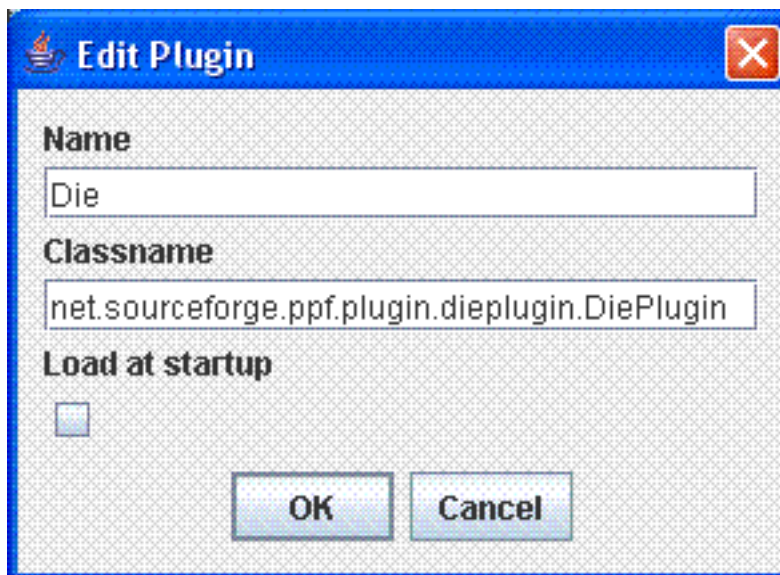 Edit Plugin
Name
Die
Classname
net.sourceforge.ppf.plugin.dieplugin.DiePlugin
Load at startup
OK Cancel